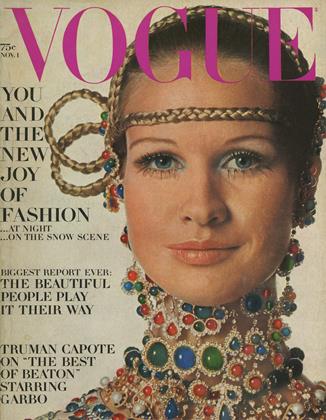 VOGUE
75¢
NOV. 1
YOU
AND
THE
NEW
JOY
OF
FASHION
...AT NIGHT
...ON THE SNOW SCENE
BIGGEST REPORT EVER:
THE BEAUTIFUL
PEOPLE PLAY
IT THEIR WAY
TRUMAN CAPOTE
ON "THE BEST
OF BEATON"
STARRING
GARBO